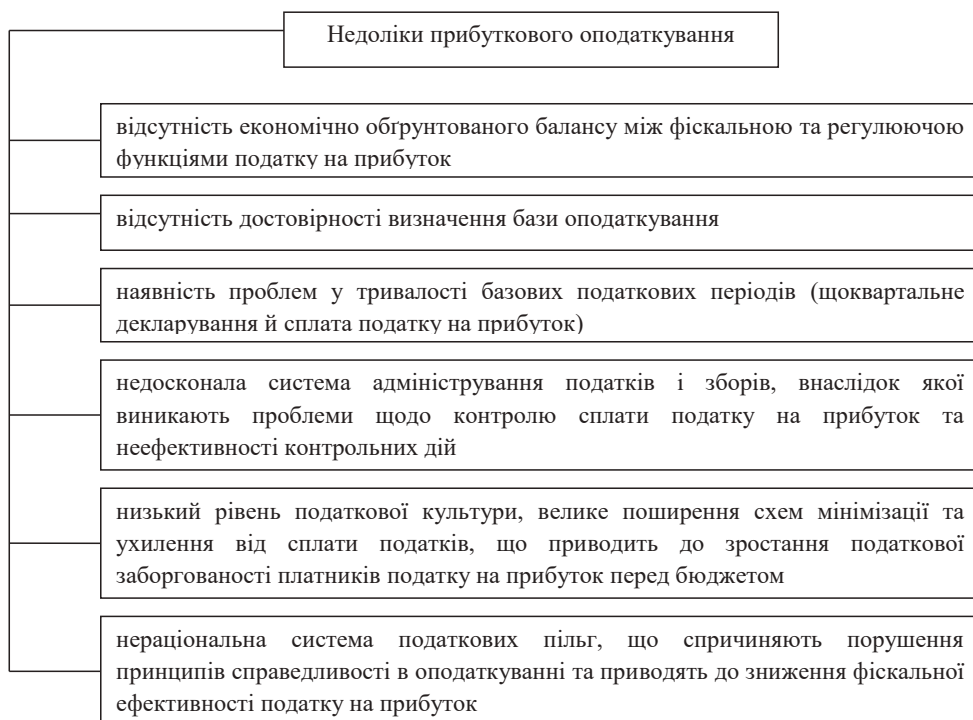 Недоліки прибуткового оподаткування
відсутність економічно обґрунтованого балансу між фіскальною та регулюючою
функціями податку на прибуток
відсутність достовірності визначення бази оподаткування
наявність проблем у тривалості базових податкових періодів (щоквартальне
декларування й сплата податку на прибуток)
недосконала система адміністрування податків і зборів, внаслідок якої
виникають проблеми щодо контролю сплати податку на прибуток та
неефективності контрольних дій
низький рівень податкової культури, велике поширення схем мінімізації та
ухилення від сплати податків, що приводить до зростання податкової
заборгованості платників податку на прибуток перед бюджетом
нераціональна система податкових пільг, що спричиняють порушення
принципів справедливості в оподаткуванні та приводять до зниження фіскальної
ефективності податку на прибуток